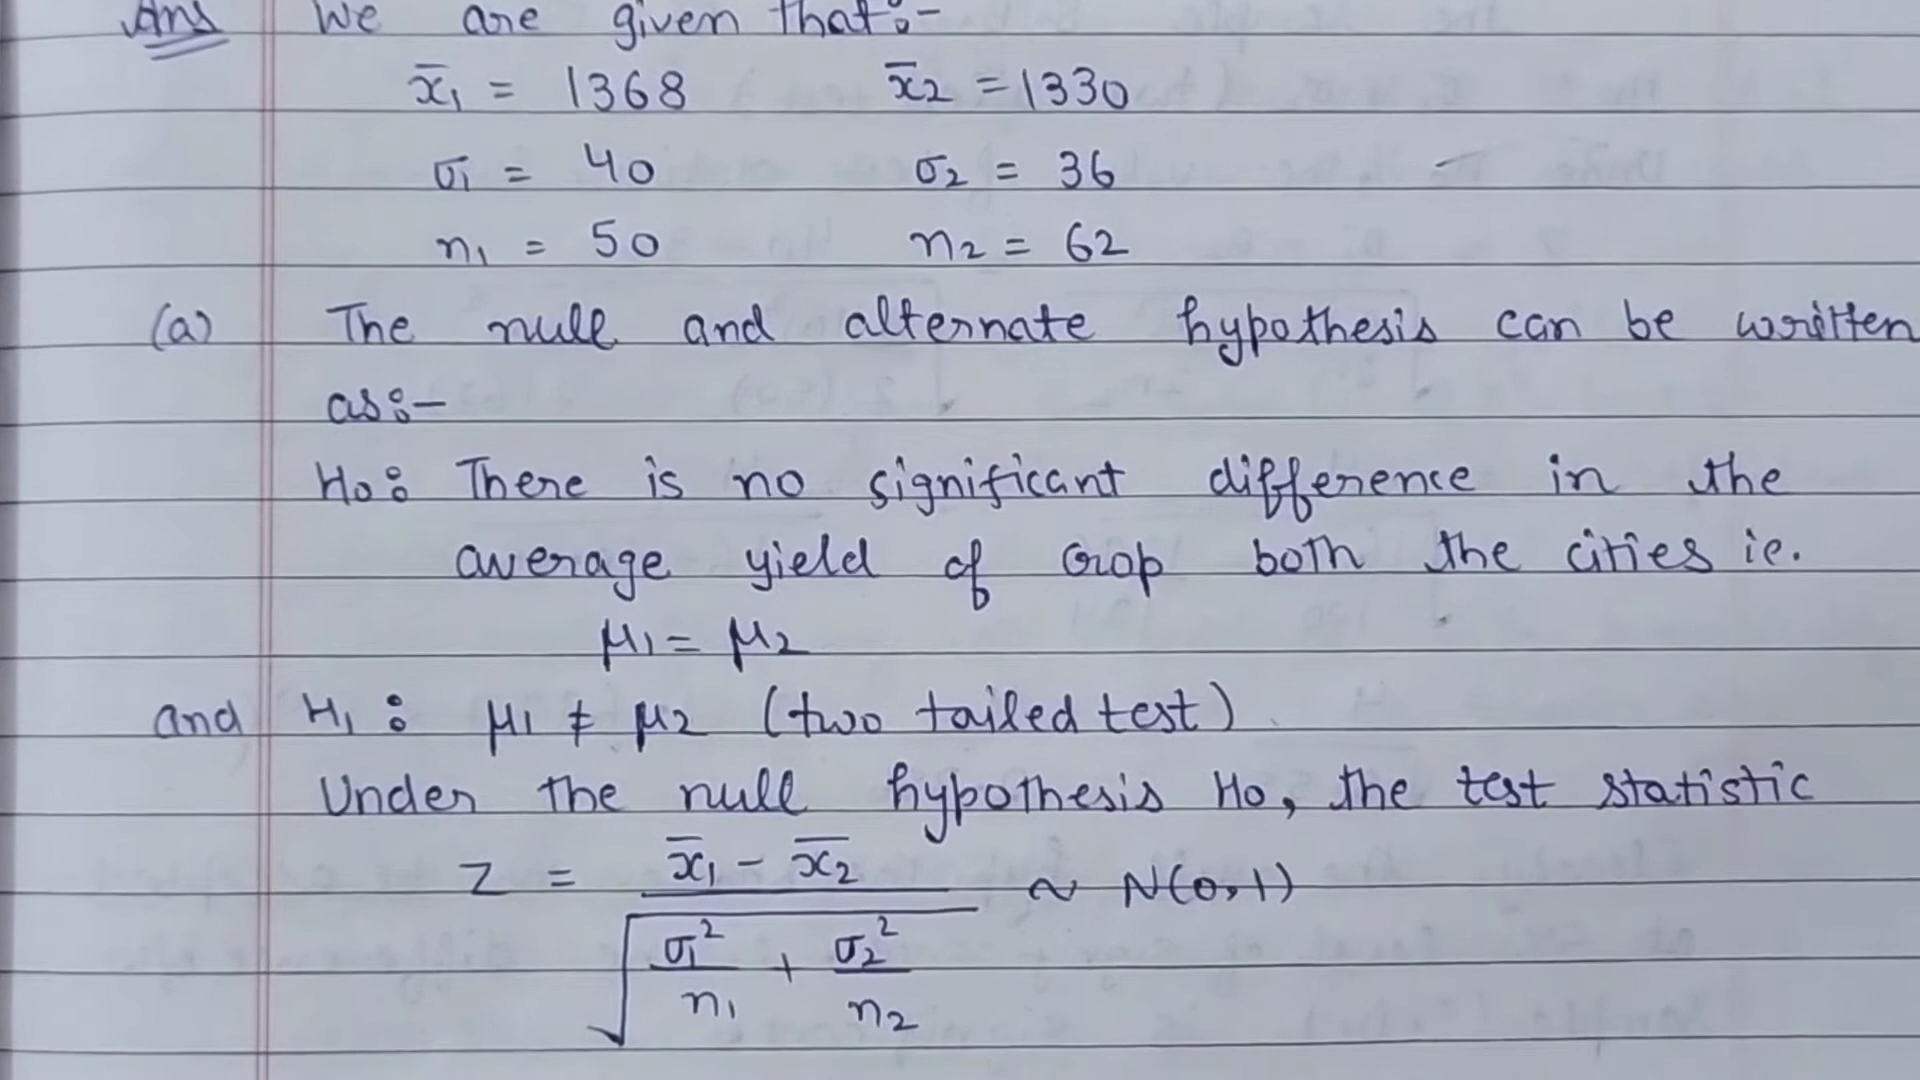 Ans We are given that:-
x̄₁ = 1368 x̄₂ = 1330
σ₁ = 40 σ₂ = 36
n₁ = 50 n₂ = 62
(a) The null and alternate hypothesis can be written
as:-
H₀: There is no significant difference in the
average yield of crop both the cities ie.
μ₁ = μ₂
and H₁: μ₁ ≠ μ₂ (two tailed test)
Under the null hypothesis H₀, the test statistic
Z = (x̄₁ - x̄₂) / √(σ₁²/n₁ + σ₂²/n₂) ~ N(0,1)